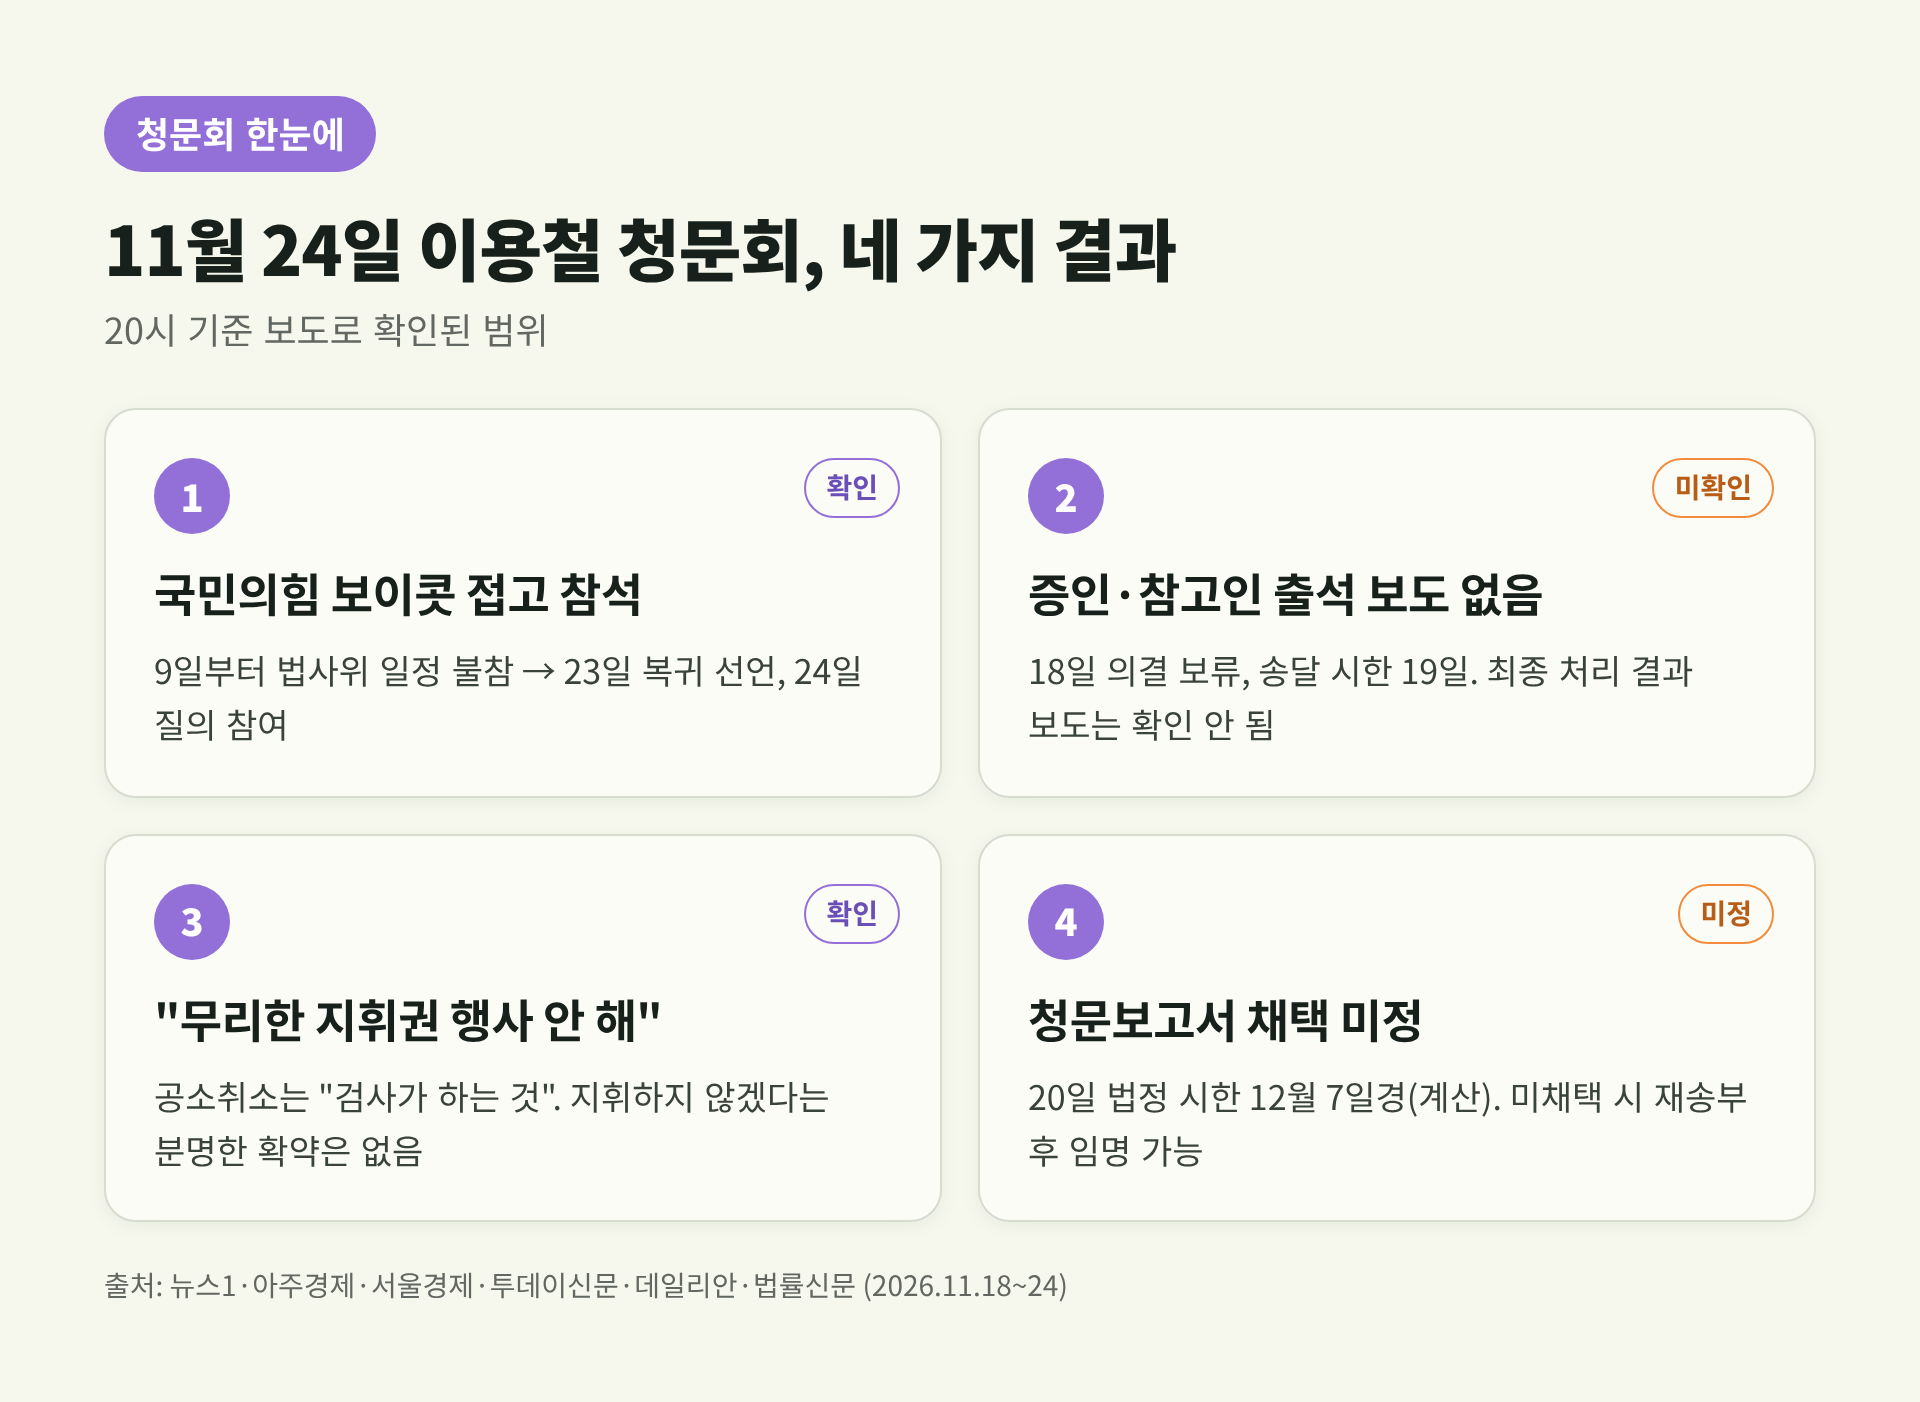 청문회 한눈에
11월 24일 이용철 청문회, 네 가지 결과
20시 기준 보도로 확인된 범위
1
확인
국민의힘 보이콧 접고 참석
9일부터 법사위 일정 불참 → 23일 복귀 선언, 24일
질의 참여
2
미확인
증인·참고인 출석 보도 없음
18일 의결 보류, 송달 시한 19일. 최종 처리 결과
보도는 확인 안 됨
3
확인
"무리한 지휘권 행사 안 해"
공소취소는 "검사가 하는 것". 지휘하지 않겠다는
분명한 확약은 없음
4
미정
청문보고서 채택 미정
20일 법정 시한 12월 7일경(계산). 미채택 시 재송부
후 임명 가능
출처: 뉴스1·아주경제·서울경제·투데이신문·데일리안·법률신문 (2026.11.18~24)